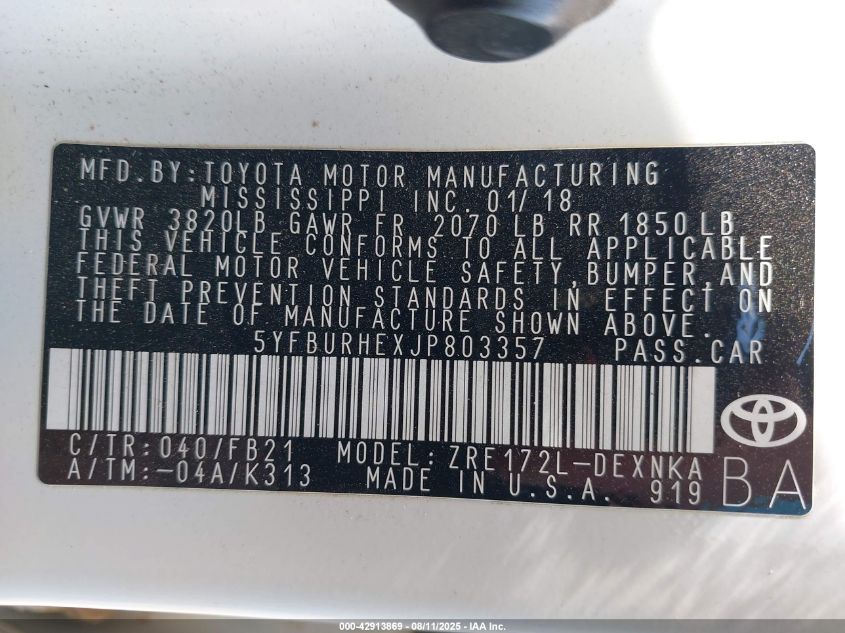 MFD.BY:TOYOTA MOTOR MANUFACTURING
MISSISSIPPI INC. 01/18
GVWR 3820LB GAWR FR 2070 LB RR 1850 LB
THIS VEHICLE CONFORMS TO ALL APPLICABLE
FEDERAL MOTOR VEHICLE SAFETY,BUMPER,AND
THEFT PREVENTION STANDARDS IN EFFECT ON
THE DATE OF MANUFACTURE SHOWN ABOVE.
5YFBURHEXJP803357 PASS.CAR
C/TR:040/FB21 MODEL:ZRE172L-DEXNKA
A/TM:-04A/K313 MADE IN U.S.A. 919
BA
000-42913869 - 08/11/2025 - IAA Inc.